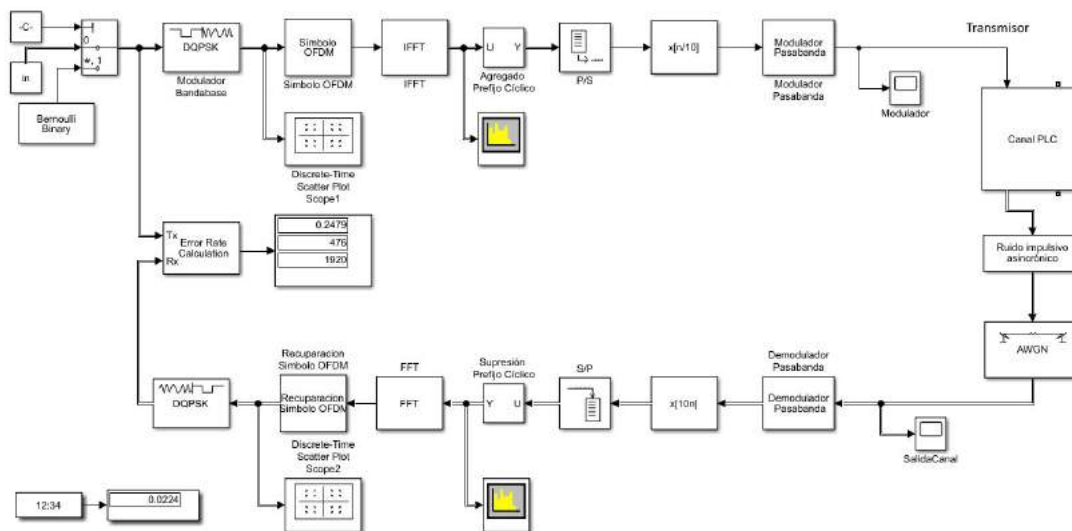 -C-
0
*, 1
in
Bernoulli
Binary
DQPSK
Modulador
Bandabase
Simbolo
OFDM
Simbolo OFDM
IFFT
IFFT
U
Y
Agregado
Prefijo Cíclico
P/S
x[n/10]
Modulador
Pasabanda
Modulador
Pasabanda
Modulador
Transmisor
Canal PLC
Discrete-Time
Scatter Plot
Scope1
Tx
Rx
Error Rate
Calculation
0.2479
476
1920
Ruido impulsivo
asincrónico
AWGN
DQPSK
Recuparacion
Simbolo OFDM
Recuparacion
Simbolo OFDM
FFT
FFT
Supresión
Prefijo Cíclico
Y
U
S/P
x[10n]
Demodulador
Pasabanda
Demodulador
Pasabanda
SalidaCanal
Discrete-Time
Scatter Plot
Scope2
12:34
0.0224